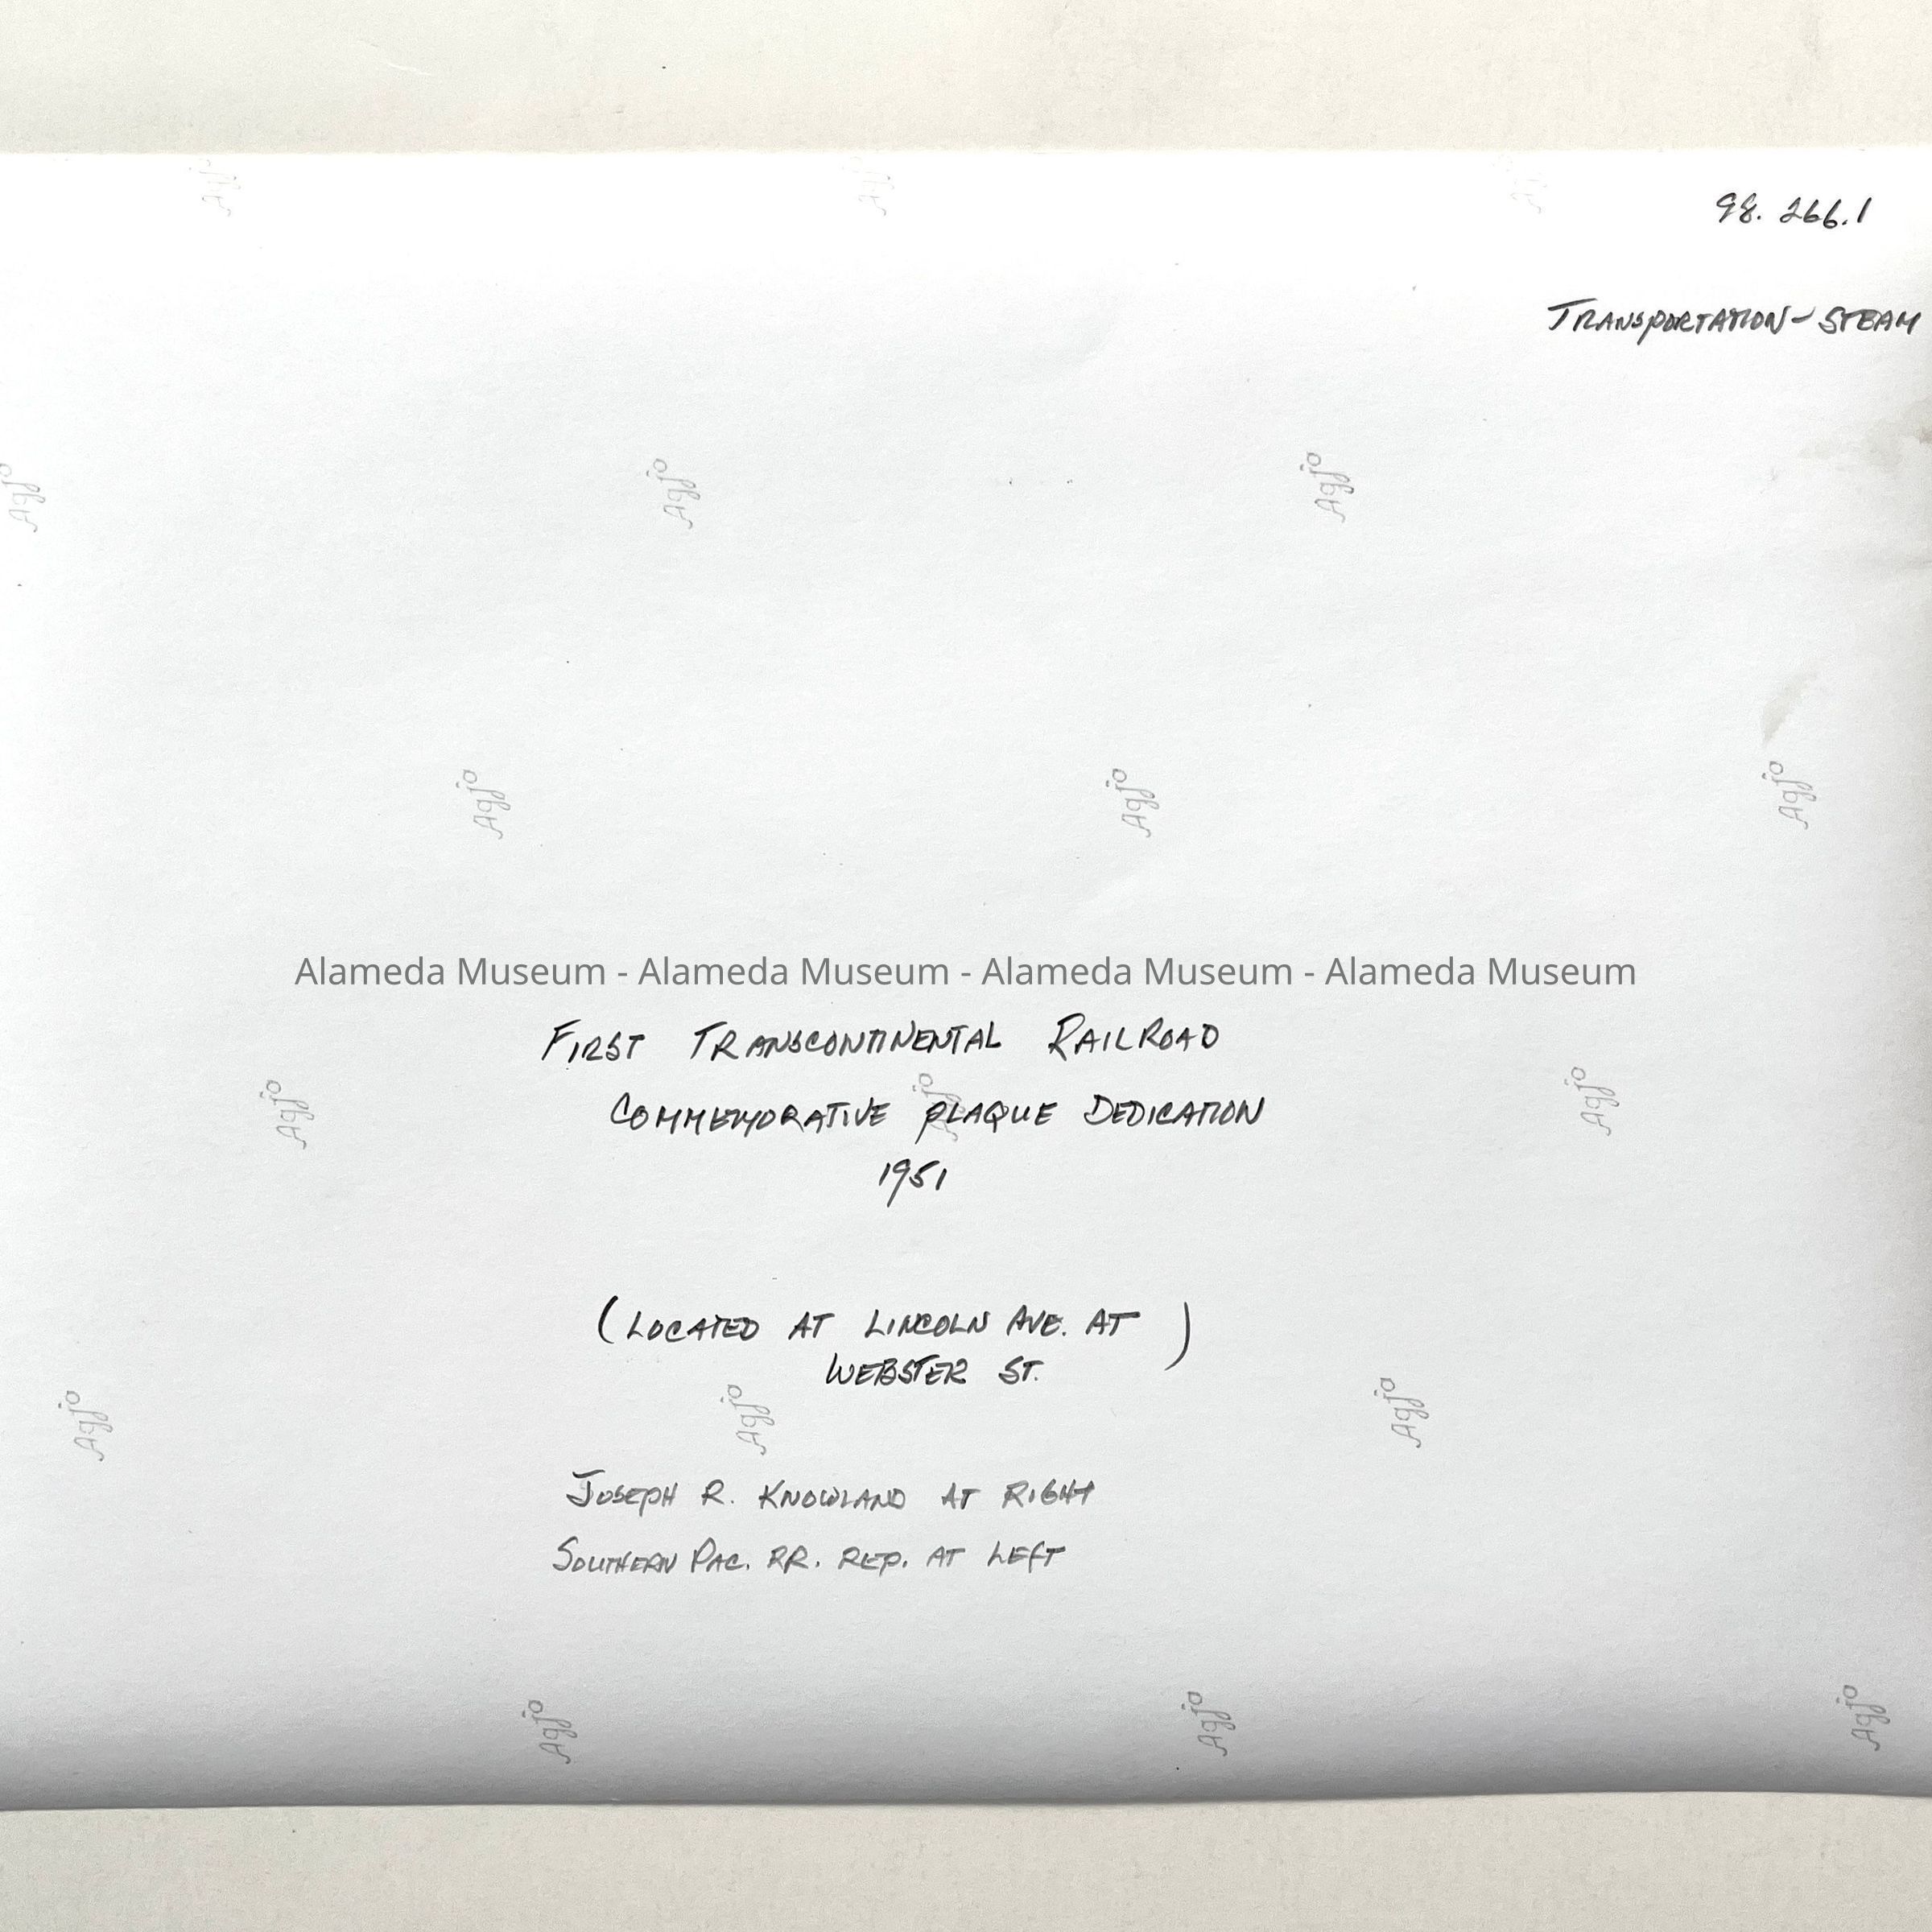 98. 266.1
TRANSPORTATION - STEAM
Alameda Museum - Alameda Museum - Alameda Museum - Alameda Museum
FIRST TRANSCONTINENTAL RAILROAD
COMMEMORATIVE PLAQUE DEDICATION
1951
(LOCATED AT LINCOLN AVE. AT )
WEBSTER ST.
JOSEPH R. KNOWLAND AT RIGHT
SOUTHERN PAC. RR. REP. AT LEFT